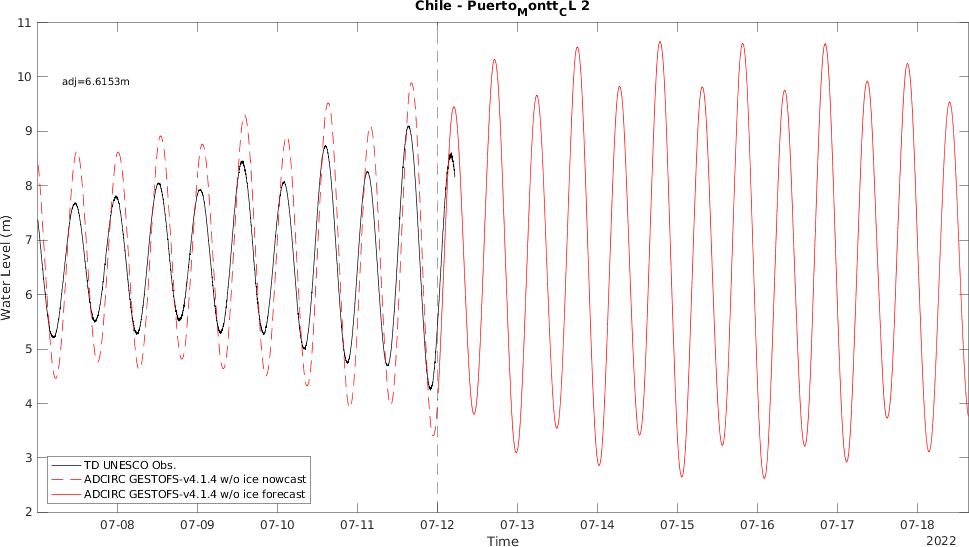 Chile - PuertoMonttCL 2
11
10
9
8
7
6
5
4
3
2
Water Level (m)
adj=6.6153m
TD UNESCO Obs.
ADCIRC GESTOFS-v4.1.4 w/o ice nowcast
ADCIRC GESTOFS-v4.1.4 w/o ice forecast
07-08 07-09 07-10 07-11 07-12 07-13 07-14 07-15 07-16 07-17 07-18
Time
2022